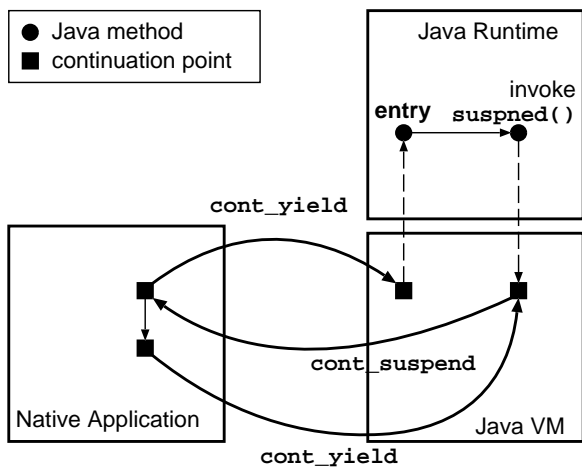 Java method
continuation point
Java Runtime
invoke
entry
suspned()
cont_yield
cont_suspend
Native Application
Java VM
cont_yield